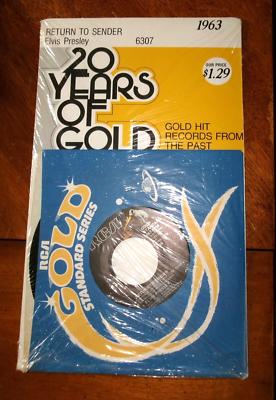 RETURN TO SENDER
1963
Elvis Presley
6307
20
YEARS
OF
GOLD
OUR PRICE
$1.29
GOLD HIT
RECORDS FROM
THE PAST
RCA
GOLD
STANDARD SERIES